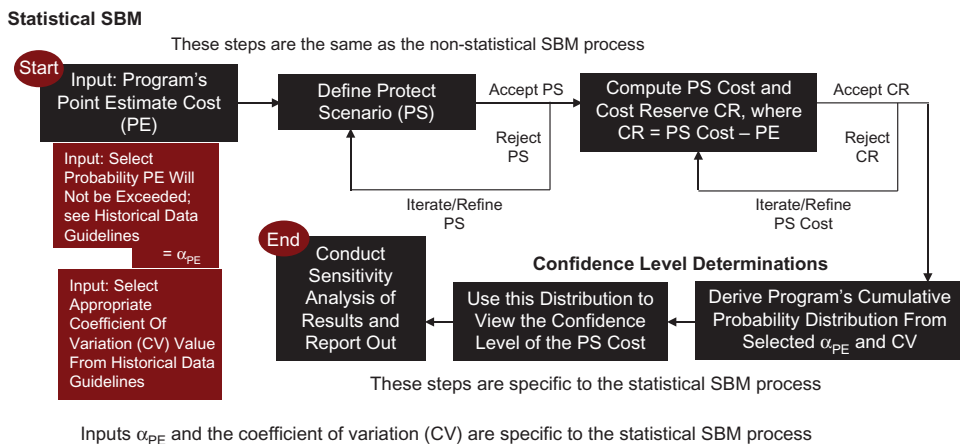 Statistical SBM
These steps are the same as the non-statistical SBM process
Start
Input: Program's
Point Estimate Cost
(PE)
Define Protect
Scenario (PS)
Accept PS
Reject
PS
Iterate/Refine
PS
Compute PS Cost and
Cost Reserve CR, where
CR = PS Cost – PE
Accept CR
Reject
CR
Iterate/Refine
PS Cost
Input: Select
Probability PE Will
Not be Exceeded;
see Historical Data
Guidelines
= αPE
Input: Select
Appropriate
Coefficient Of
Variation (CV) Value
From Historical Data
Guidelines
End
Conduct
Sensitivity
Analysis of
Results and
Report Out
Confidence Level Determinations
Use this Distribution to
View the Confidence
Level of the PS Cost
Derive Program's Cumulative
Probability Distribution From
Selected αPE and CV
These steps are specific to the statistical SBM process
Inputs αPE and the coefficient of variation (CV) are specific to the statistical SBM process